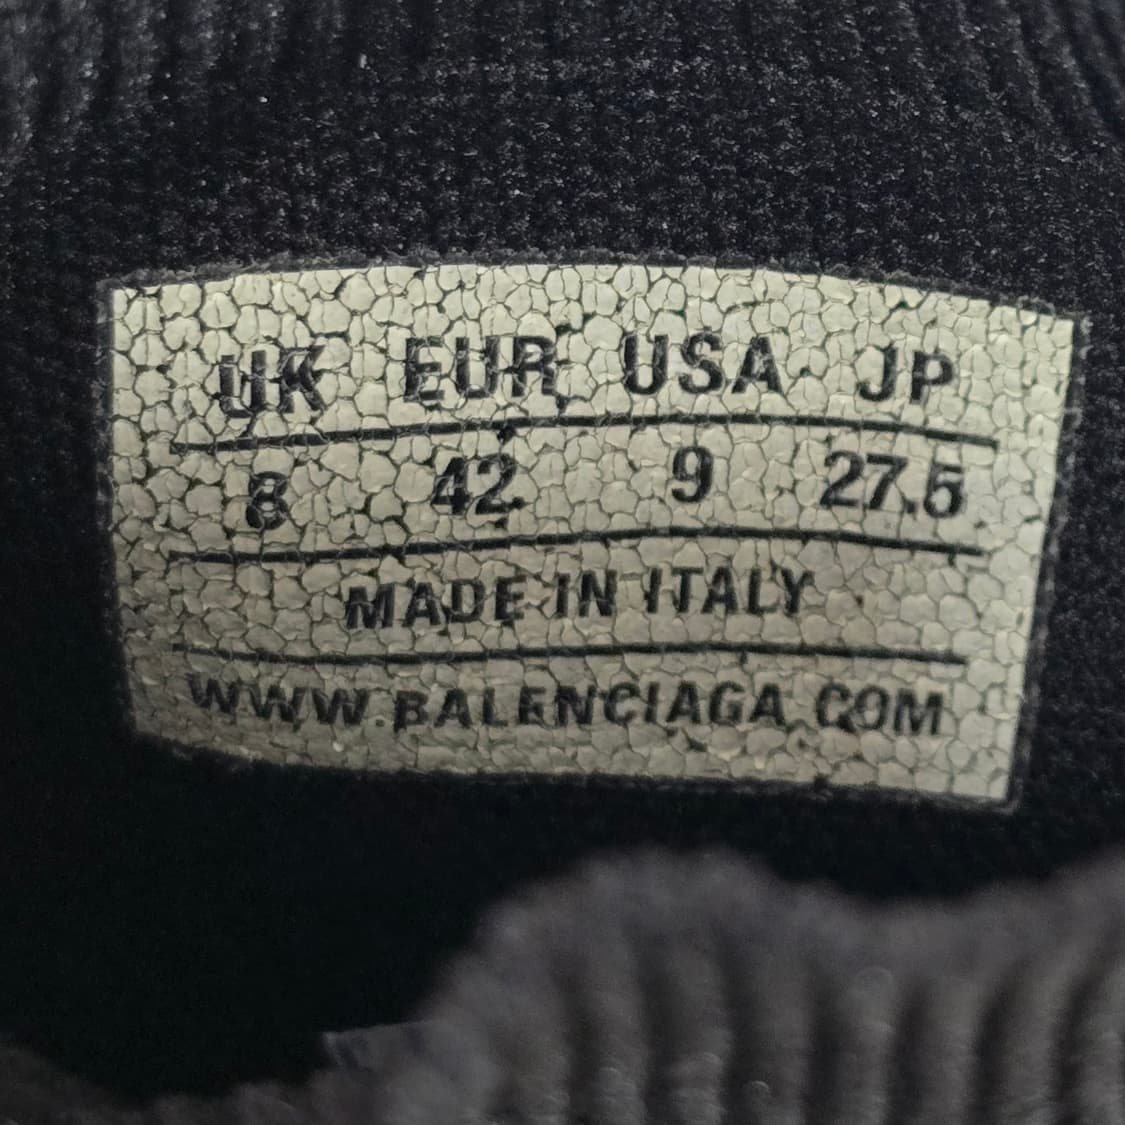 UK EUR USA JP
8 42 9 27.5
MADE IN ITALY
WWW.BALENCIAGA.COM